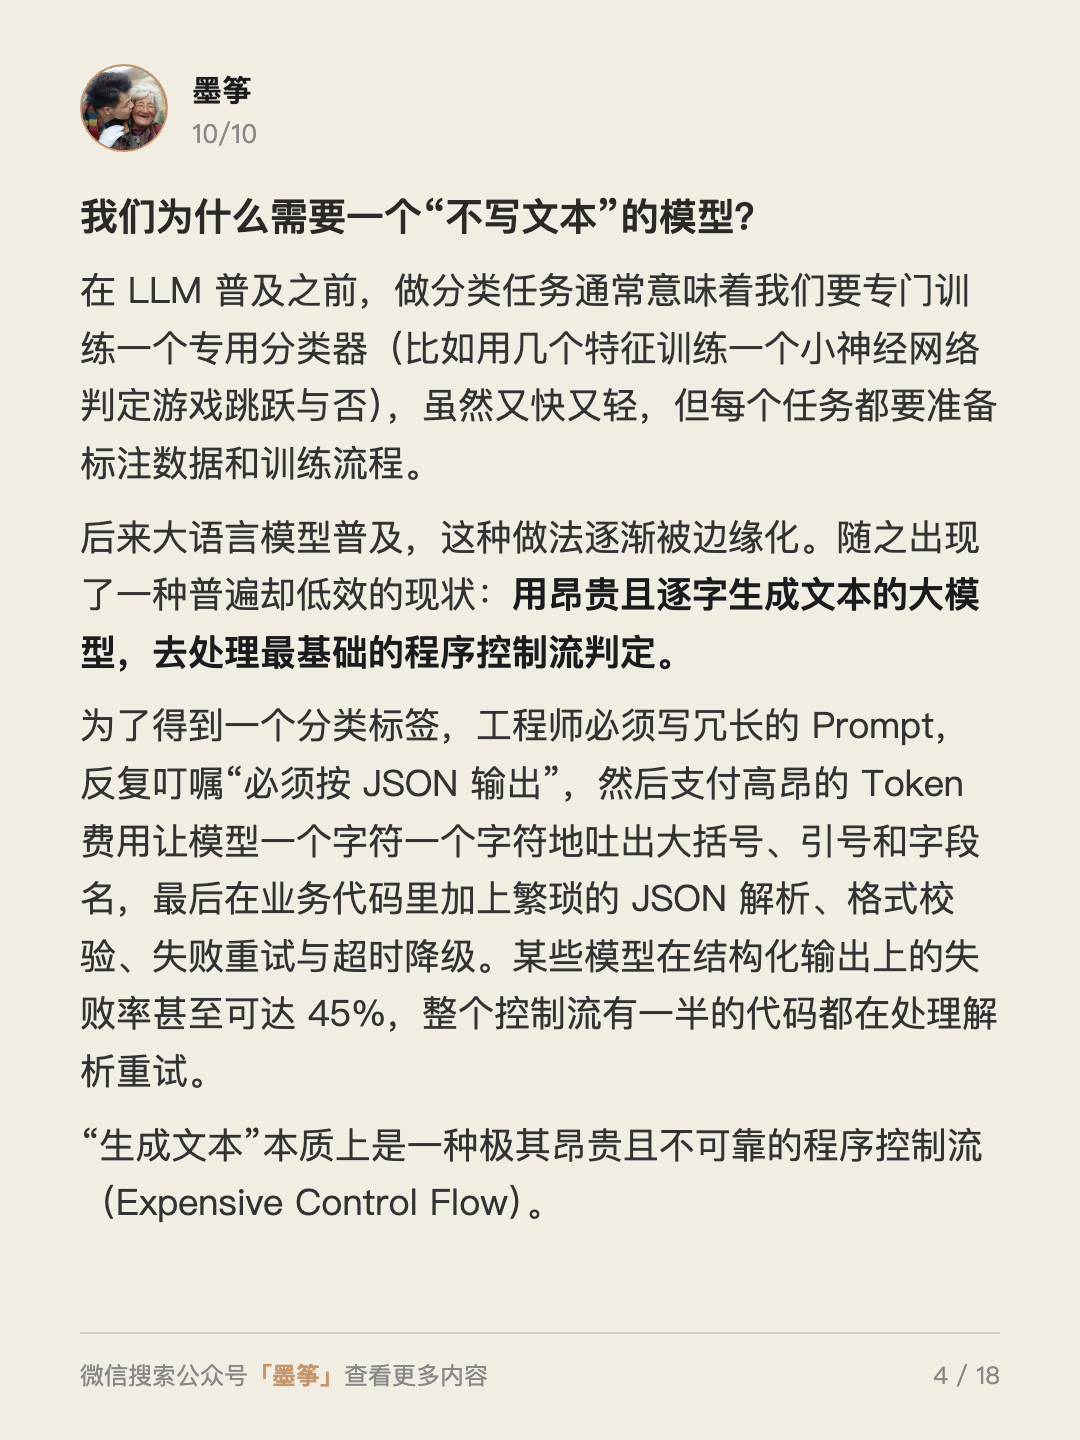 墨筝
10/10
我们为什么需要一个“不写文本”的模型?
在 LLM 普及之前，做分类任务通常意味着我们要专门训
练一个专用分类器（比如用几个特征训练一个小神经网络
判定游戏跳跃与否），虽然又快又轻，但每个任务都要准备
标注数据和训练流程。
后来大语言模型普及，这种做法逐渐被边缘化。随之出现
了一种普遍却低效的现状：用昂贵且逐字生成文本的大模
型，去处理最基础的程序控制流判定。
为了得到一个分类标签，工程师必须写冗长的 Prompt，
反复叮嘱“必须按 JSON 输出”，然后支付高昂的 Token
费用让模型一个字符一个字符地吐出大括号、引号和字段
名，最后在业务代码里加上繁琐的 JSON 解析、格式校
验、失败重试与超时降级。某些模型在结构化输出上的失
败率甚至可达 45%，整个控制流有一半的代码都在处理解
析重试。
“生成文本”本质上是一种极其昂贵且不可靠的程序控制流
（Expensive Control Flow）。
微信搜索公众号「墨筝」查看更多内容
4 / 18